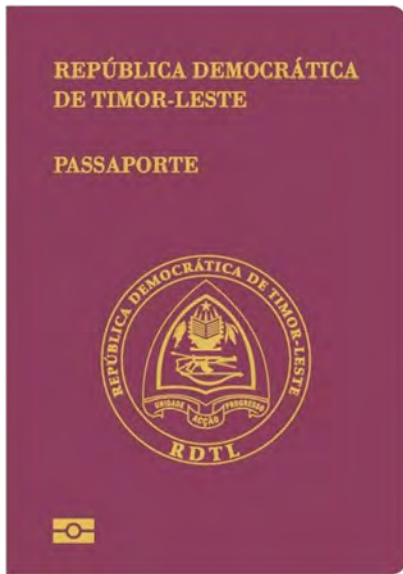 REPÚBLICA DEMOCRÁTICA
DE TIMOR-LESTE
PASSAPORTE
REPÚBLICA DEMOCRÁTICA DE TIMOR-LESTE
UNIDADE ACÇÃO PROGRESSO
RDTL